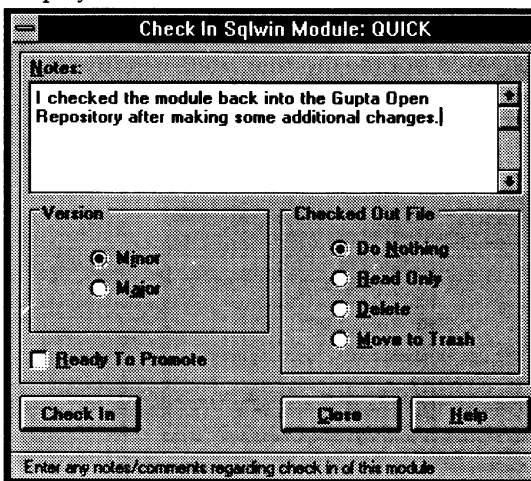 Check In Sqlwin Module: QUICK
Notes:
I checked the module back into the Gupta Open
Repository after making some additional changes.
Version
Minor
Major
Ready To Promote
Checked Out File
Do Nothing
Read Only
Delete
Move to Trash
Check In
Close
Help
Enter any notes/comments regarding check in of this module